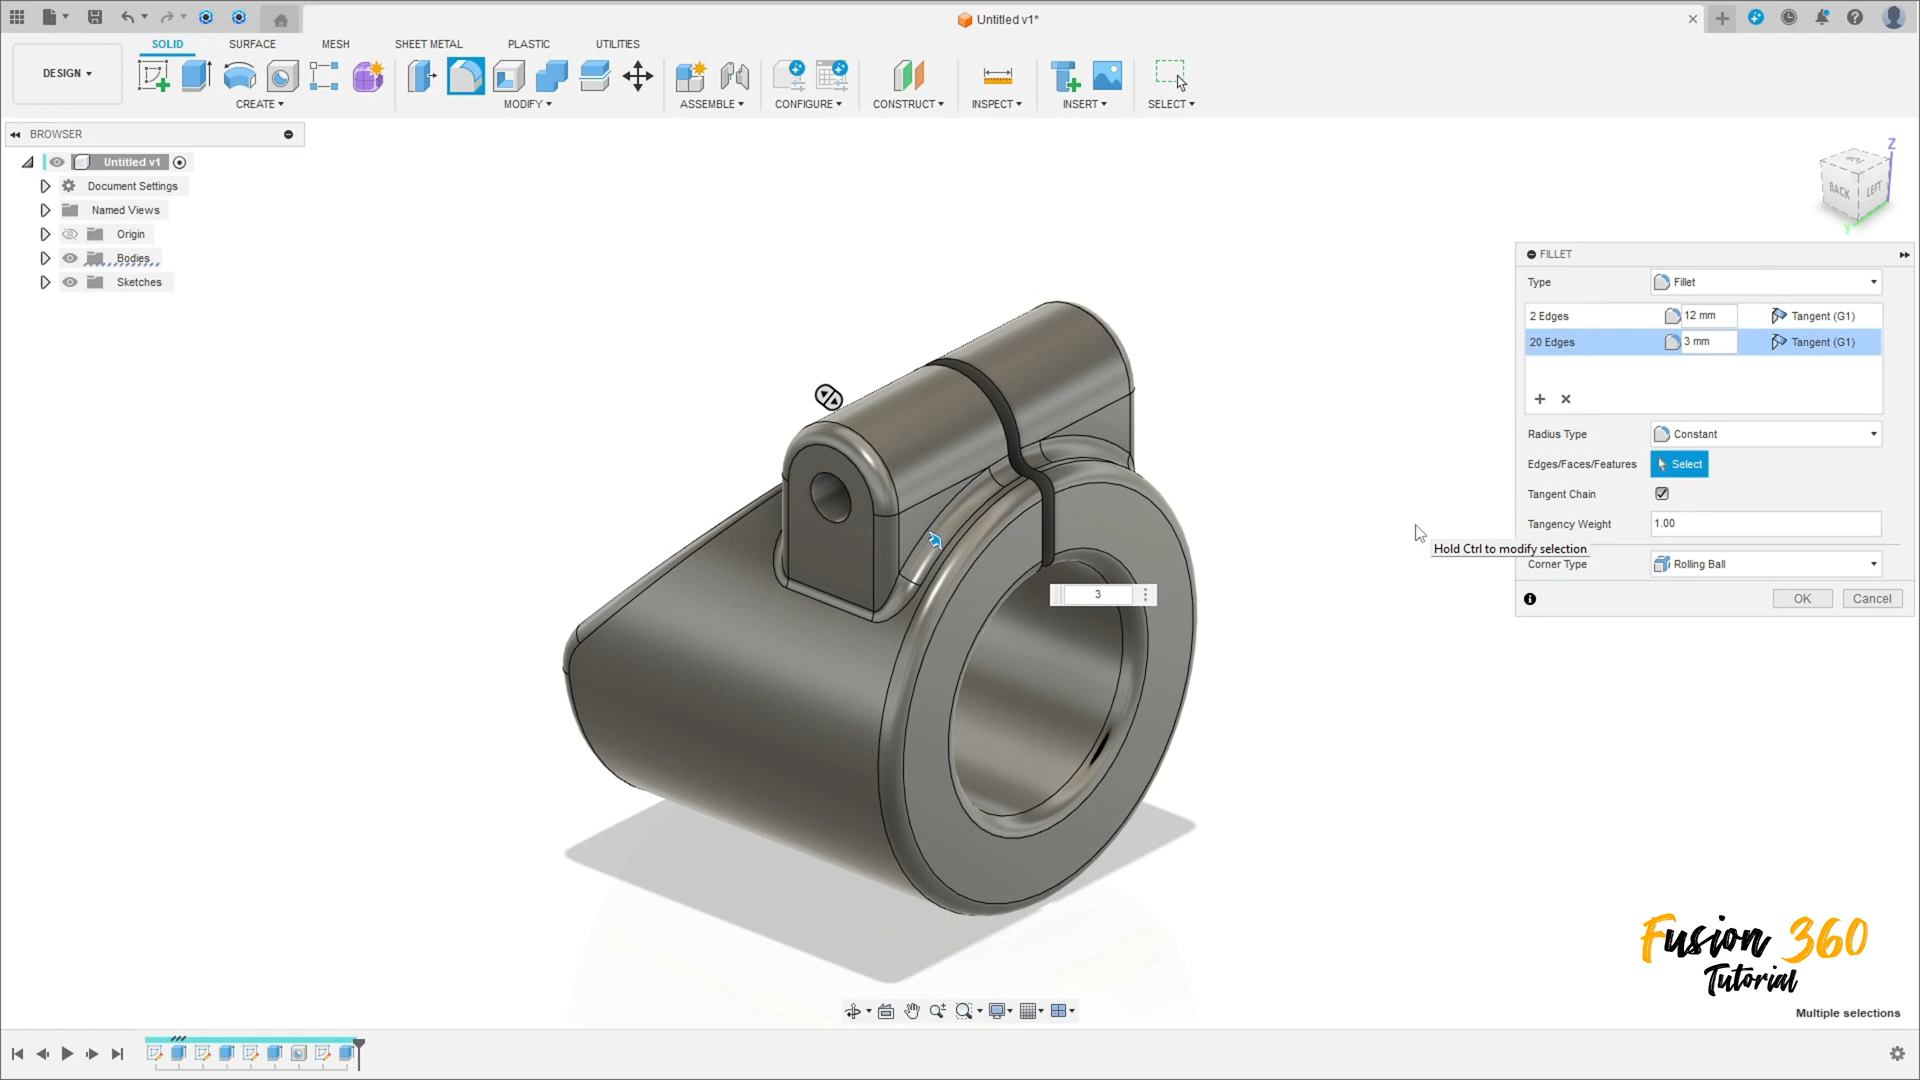 Untitled v1*
DESIGN
SOLID
SURFACE
MESH
SHEET METAL
PLASTIC
UTILITIES
CREATE
MODIFY
ASSEMBLE
CONFIGURE
CONSTRUCT
INSPECT
INSERT
SELECT
BROWSER
Untitled v1
Document Settings
Named Views
Origin
Bodies
Sketches
Z
Y
TOP
BACK
LEFT
FILLET
Type
Fillet
2 Edges
12 mm
Tangent (G1)
20 Edges
3 mm
Tangent (G1)
Radius Type
Constant
Edges/Faces/Features
Select
Tangent Chain
Tangency Weight
1.00
Hold Ctrl to modify selection
Corner Type
Rolling Ball
OK
Cancel
3
Fusion 360
Tutorial
Multiple selections